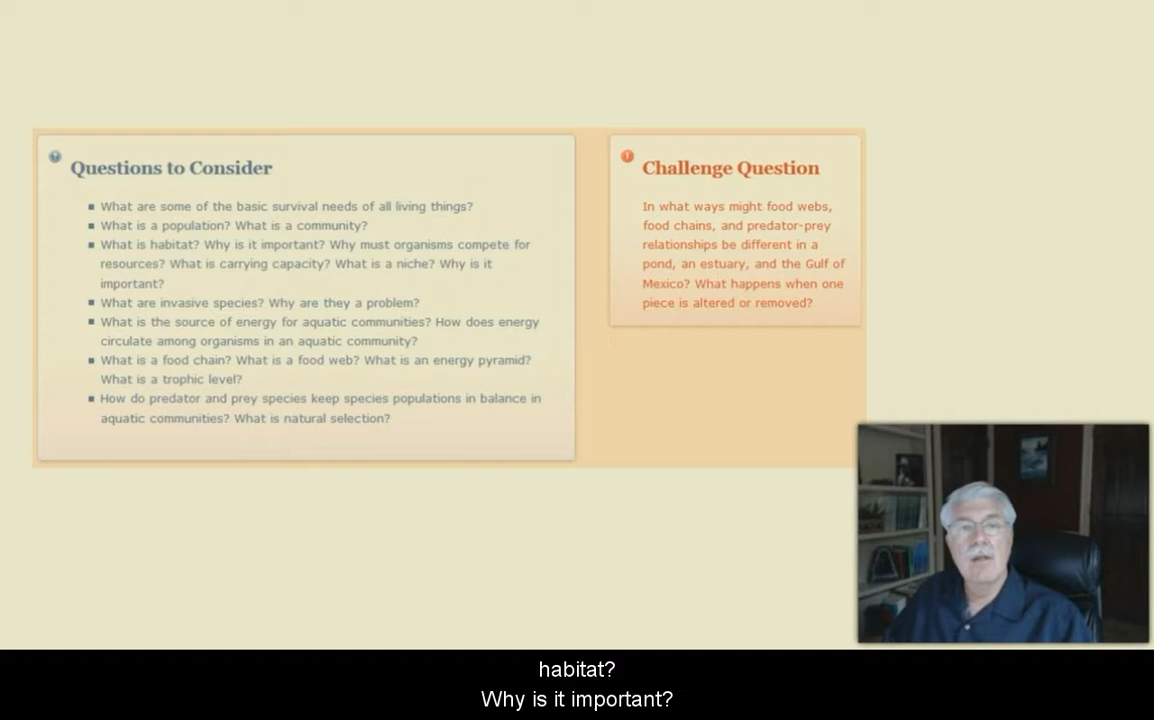 Questions to Consider
What are some of the basic survival needs of all living things?
What is a population? What is a community?
What is habitat? Why is it important? Why must organisms compete for
resources? What is carrying capacity? What is a niche? Why is it
important?
What are invasive species? Why are they a problem?
What is the source of energy for aquatic communities? How does energy
circulate among organisms in an aquatic community?
What is a food chain? What is a food web? What is an energy pyramid?
What is a trophic level?
How do predator and prey species keep species populations in balance in
aquatic communities? What is natural selection?
Challenge Question
In what ways might food webs,
food chains, and predator-prey
relationships be different in a
pond, an estuary, and the Gulf of
Mexico? What happens when one
piece is altered or removed?
habitat?
Why is it important?